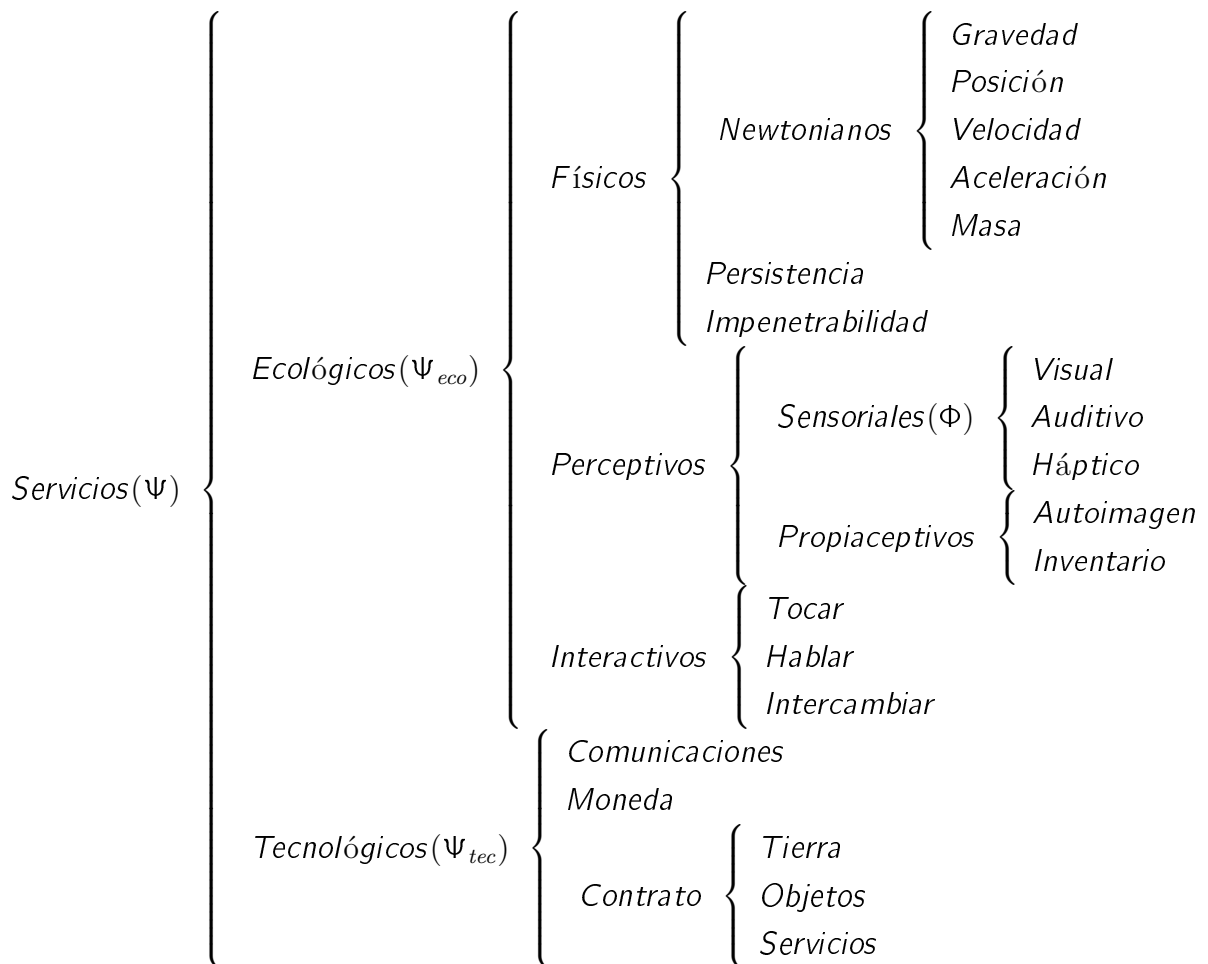 Gravedad
Posición
Newtonianos Velocidad
Físicos Aceleración
Masa
Persistencia
Impenetrabilidad
Ecológicos(Ψeco) Visual
Sensoriales(Φ) Auditivo
Perceptivos Háptico
Servicios(Ψ) Autoimagen
Propiaceptivos Inventario
Tocar
Interactivos Hablar
Intercambiar
Comunicaciones
Moneda
Tecnológicos(Ψtec) Tierra
Contrato Objetos
Servicios